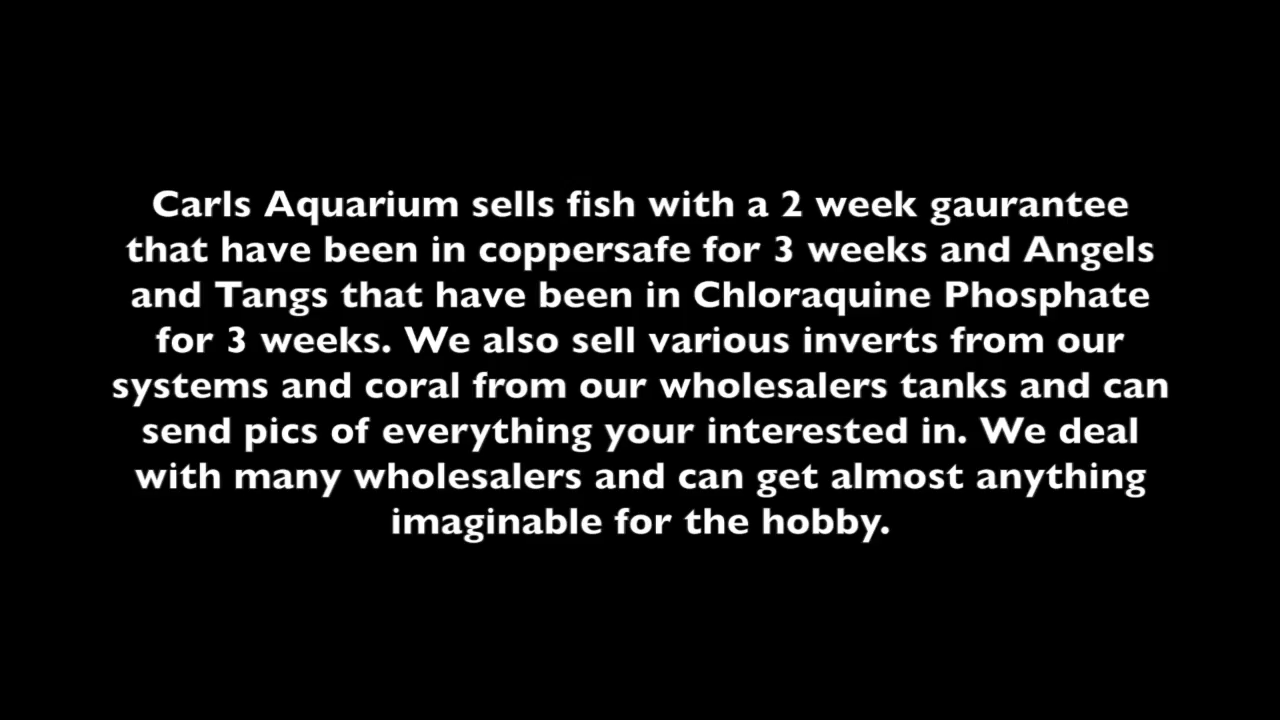 Carls Aquarium sells fish with a 2 week gaurantee
that have been in coppersafe for 3 weeks and Angels
and Tangs that have been in Chloraquine Phosphate
for 3 weeks. We also sell various inverts from our
systems and coral from our wholesalers tanks and can
send pics of everything your interested in. We deal
with many wholesalers and can get almost anything
imaginable for the hobby.